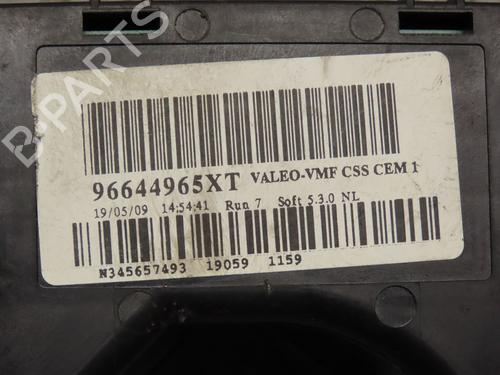 B-PARTS
96644965XT VALEO-VMF CSS CEM 1
19/05/09 14:54:41 Run 7 Soft 5.3.0 NL
N345657493 19059 1159